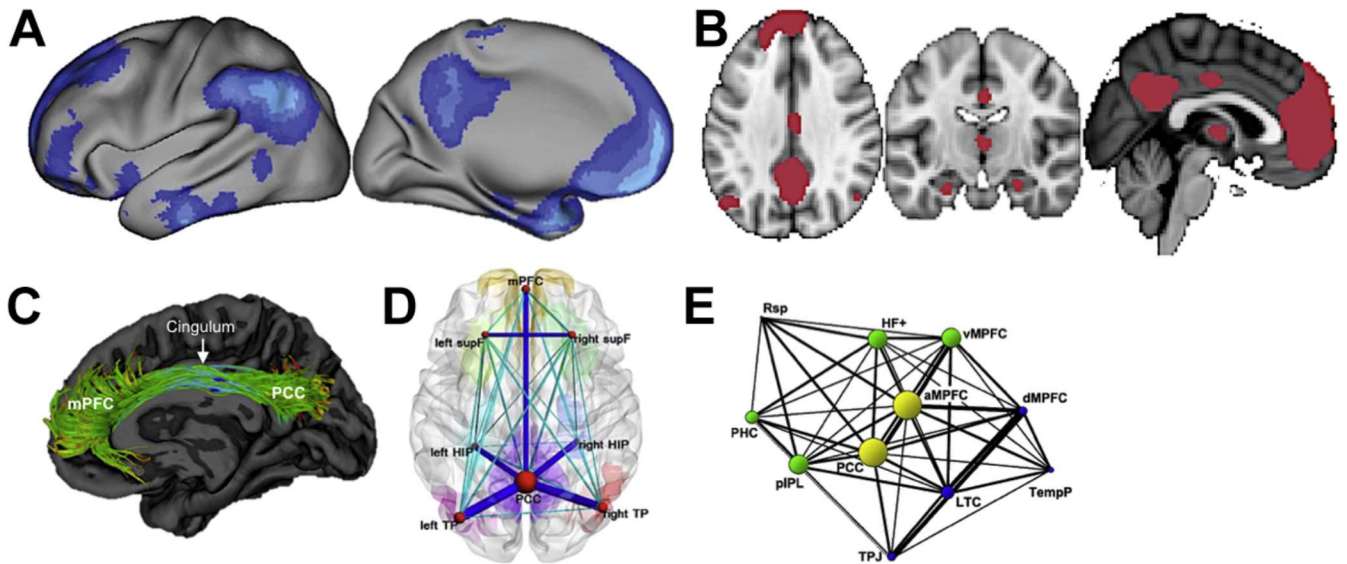 A
B
C
Cingulum
mPFC
PCC
D
mPFC
left supF
right supF
left HIP
right HIP
PCC
left TP
right TP
E
Rsp
HF+
vMPFC
aMPFC
dMPFC
PHC
PCC
pIPL
LTC
TempP
TPJ